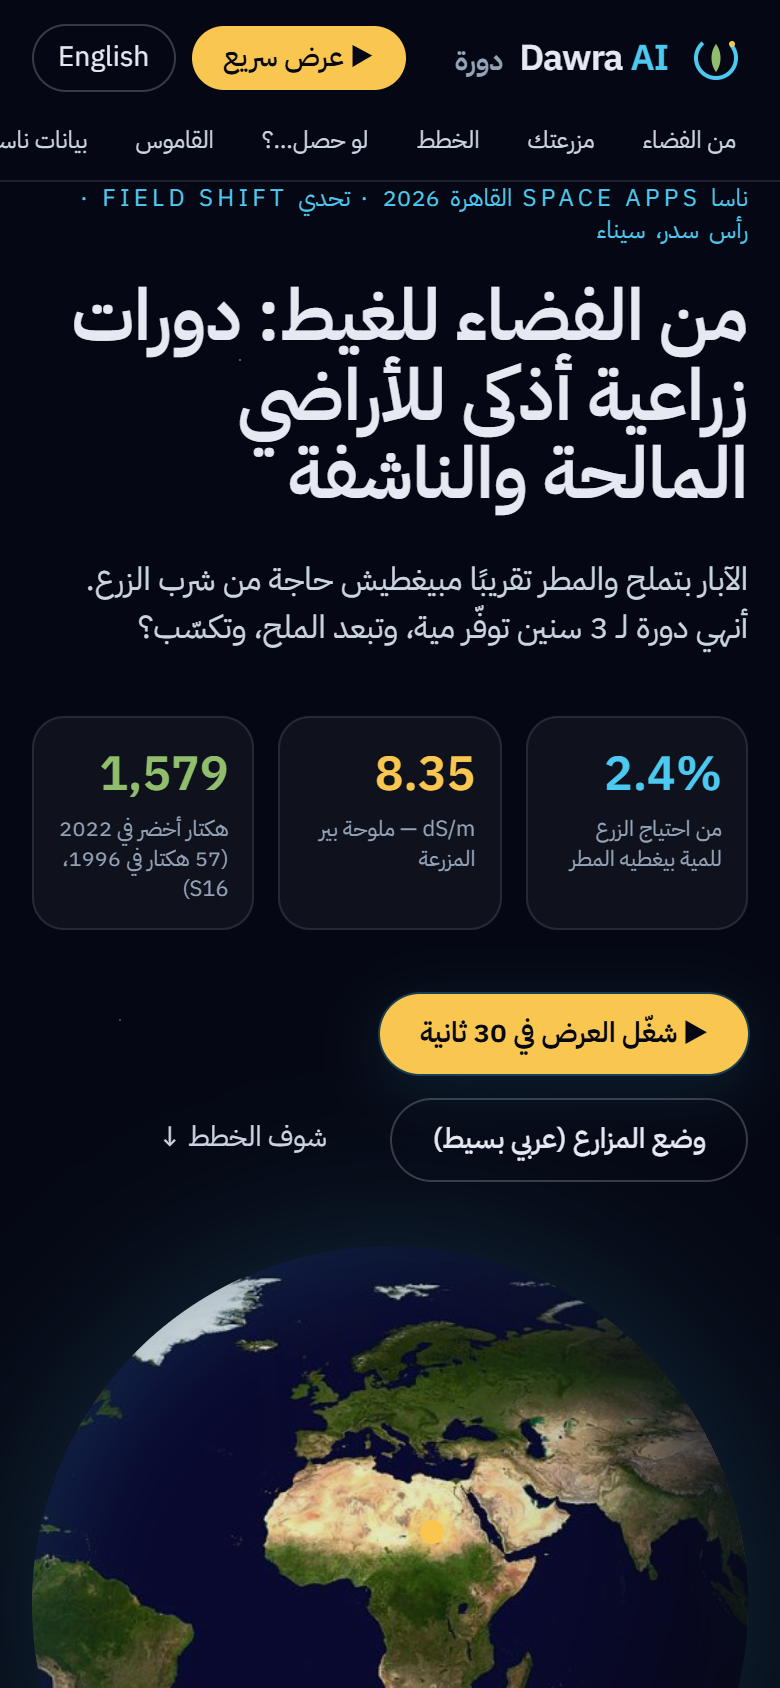 Dawra AI دورة
▶ عرض سريع
English
من الفضاء مزرعتك الخطط لو حصل...؟ القاموس بيانات ناس
ناسا SPACE APPS القاهرة 2026 · تحدي FIELD SHIFT ·
رأس سدر، سيناء
من الفضاء للغيط: دورات
زراعية أذكى للأراضي
المالحة والناشفة
الآبار بتملح والمطر تقريبًا مبيغطيش حاجة من شرب الزرع.
أنهي دورة لـ 3 سنين توفّر مية، وتبعد الملح، وتكسّب؟
2.4%
من احتياج الزرع
للمية بيغطيه المطر
8.35
dS/m — ملوحة بير
المزرعة
1,579
هكتار أخضر في 2022
(57 هكتار في 1996،
S16)
▶ شغّل العرض في 30 ثانية
وضع المزارع (عربي بسيط)
شوف الخطط ↓